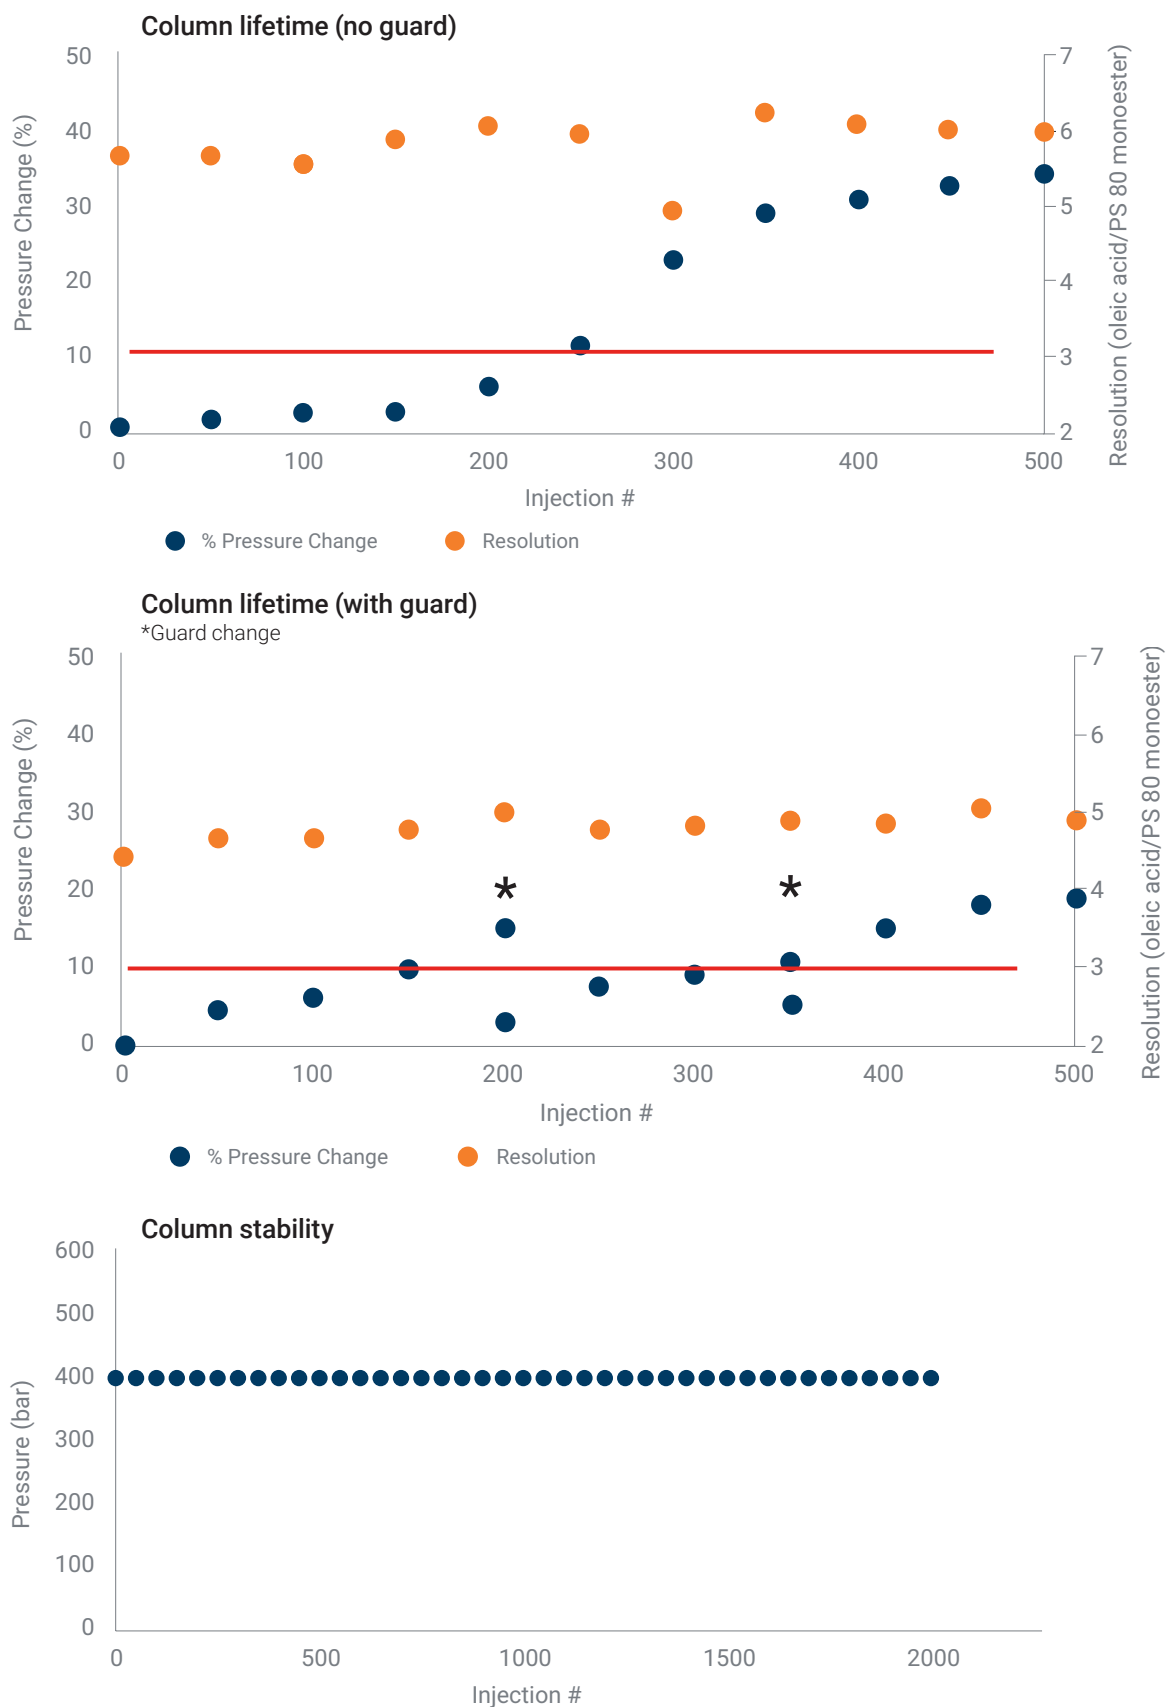 Column lifetime (no guard)
50
40
30
20
10
0
Pressure Change (%)
7
6
5
4
3
2
Resolution (oleic acid/PS 80 monoester)
0 100 200 300 400 500
Injection #
% Pressure Change Resolution
Column lifetime (with guard)
*Guard change
50
40
30
20
10
0
Pressure Change (%)
7
6
5
4
3
2
Resolution (oleic acid/PS 80 monoester)
* *
0 100 200 300 400 500
Injection #
% Pressure Change Resolution
Column stability
600
500
400
300
200
100
0
Pressure (bar)
0 500 1000 1500 2000
Injection #